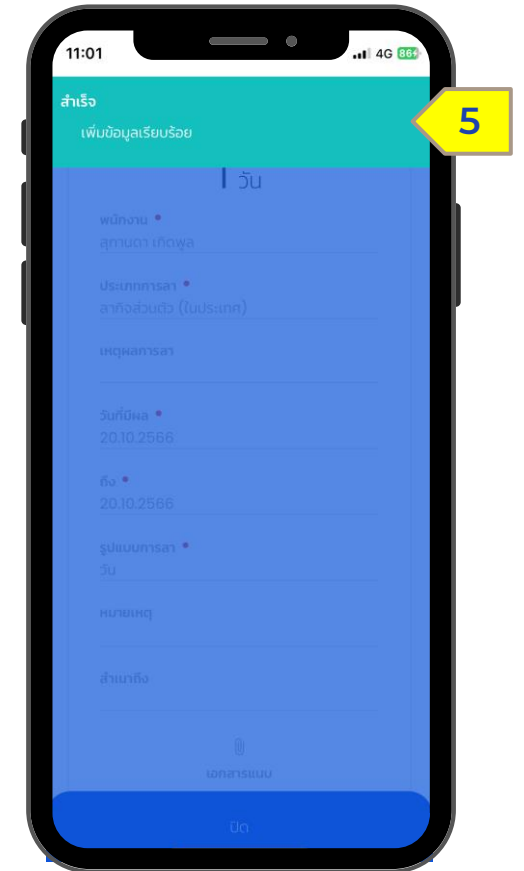 11:01
4G 86
สำเร็จ
เพิ่มข้อมูลเรียบร้อย
5
1 วัน
พนักงาน *
สุภานดา เกิดพูล
ประเภทการลา *
ลากิจส่วนตัว (ในประเทศ)
เหตุผลการลา
วันที่มีผล *
20.10.2566
ถึง *
20.10.2566
รูปแบบการลา *
วัน
หมายเหตุ
สำเนาถึง
เอกสารแนบ
ปิด